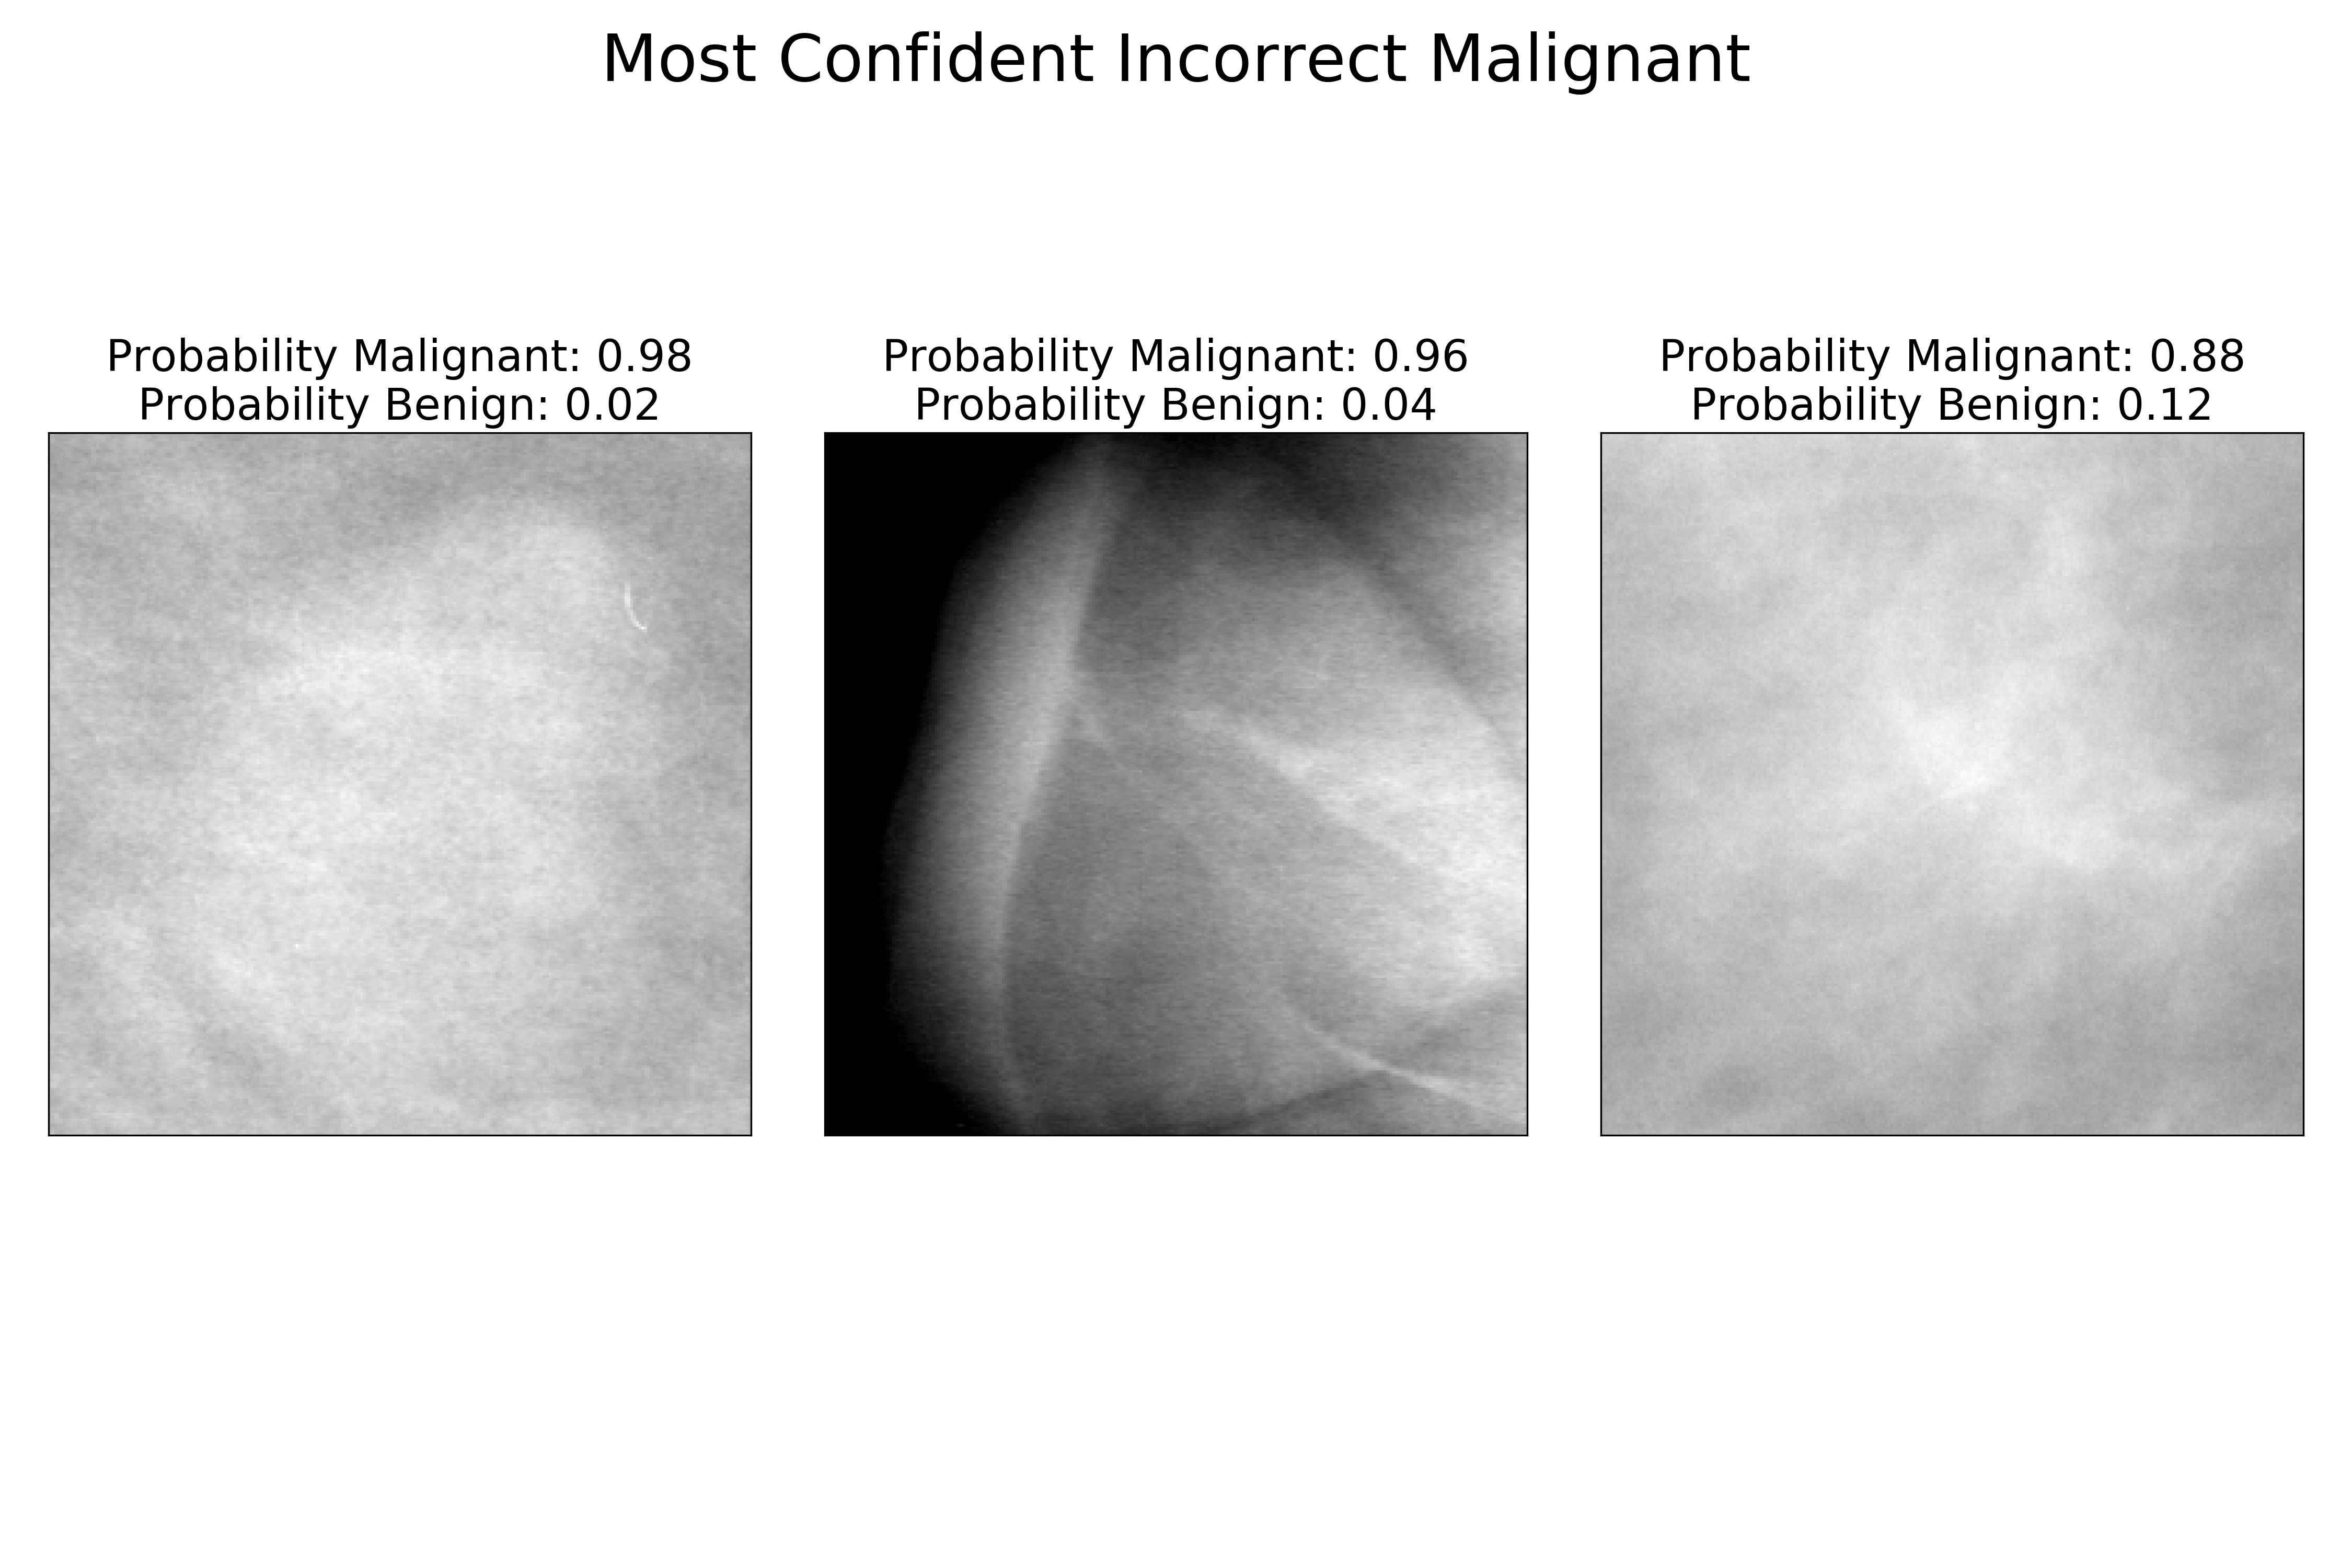 Most Confident Incorrect Malignant
Probability Malignant: 0.98
Probability Benign: 0.02
Probability Malignant: 0.96
Probability Benign: 0.04
Probability Malignant: 0.88
Probability Benign: 0.12